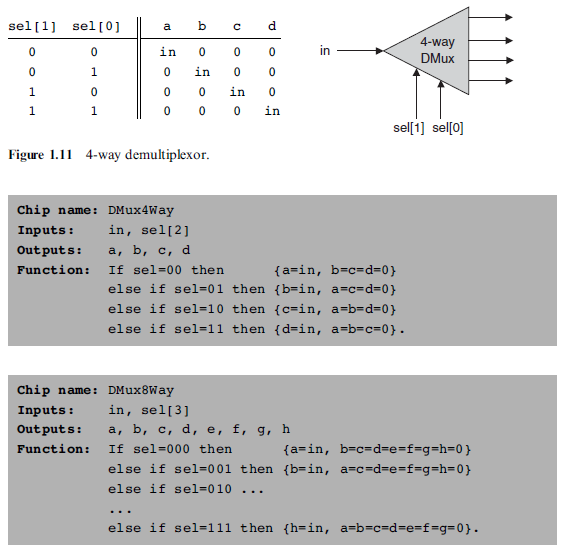 sel[1] sel[0] a b c d
0 0 in 0 0 0
0 1 0 in 0 0
1 0 0 0 in 0
1 1 0 0 0 in
in
4-way
DMux
sel[1] sel[0]
Figure 1.11 4-way demultiplexor.
Chip name: DMux4Way
Inputs: in, sel[2]
Outputs: a, b, c, d
Function: If sel=00 then {a=in, b=c=d=0}
else if sel=01 then {b=in, a=c=d=0}
else if sel=10 then {c=in, a=b=d=0}
else if sel=11 then {d=in, a=b=c=0}.
Chip name: DMux8Way
Inputs: in, sel[3]
Outputs: a, b, c, d, e, f, g, h
Function: If sel=000 then {a=in, b=c=d=e=f=g=h=0}
else if sel=001 then {b=in, a=c=d=e=f=g=h=0}
else if sel=010 ...
...
else if sel=111 then {h=in, a=b=c=d=e=f=g=0}.